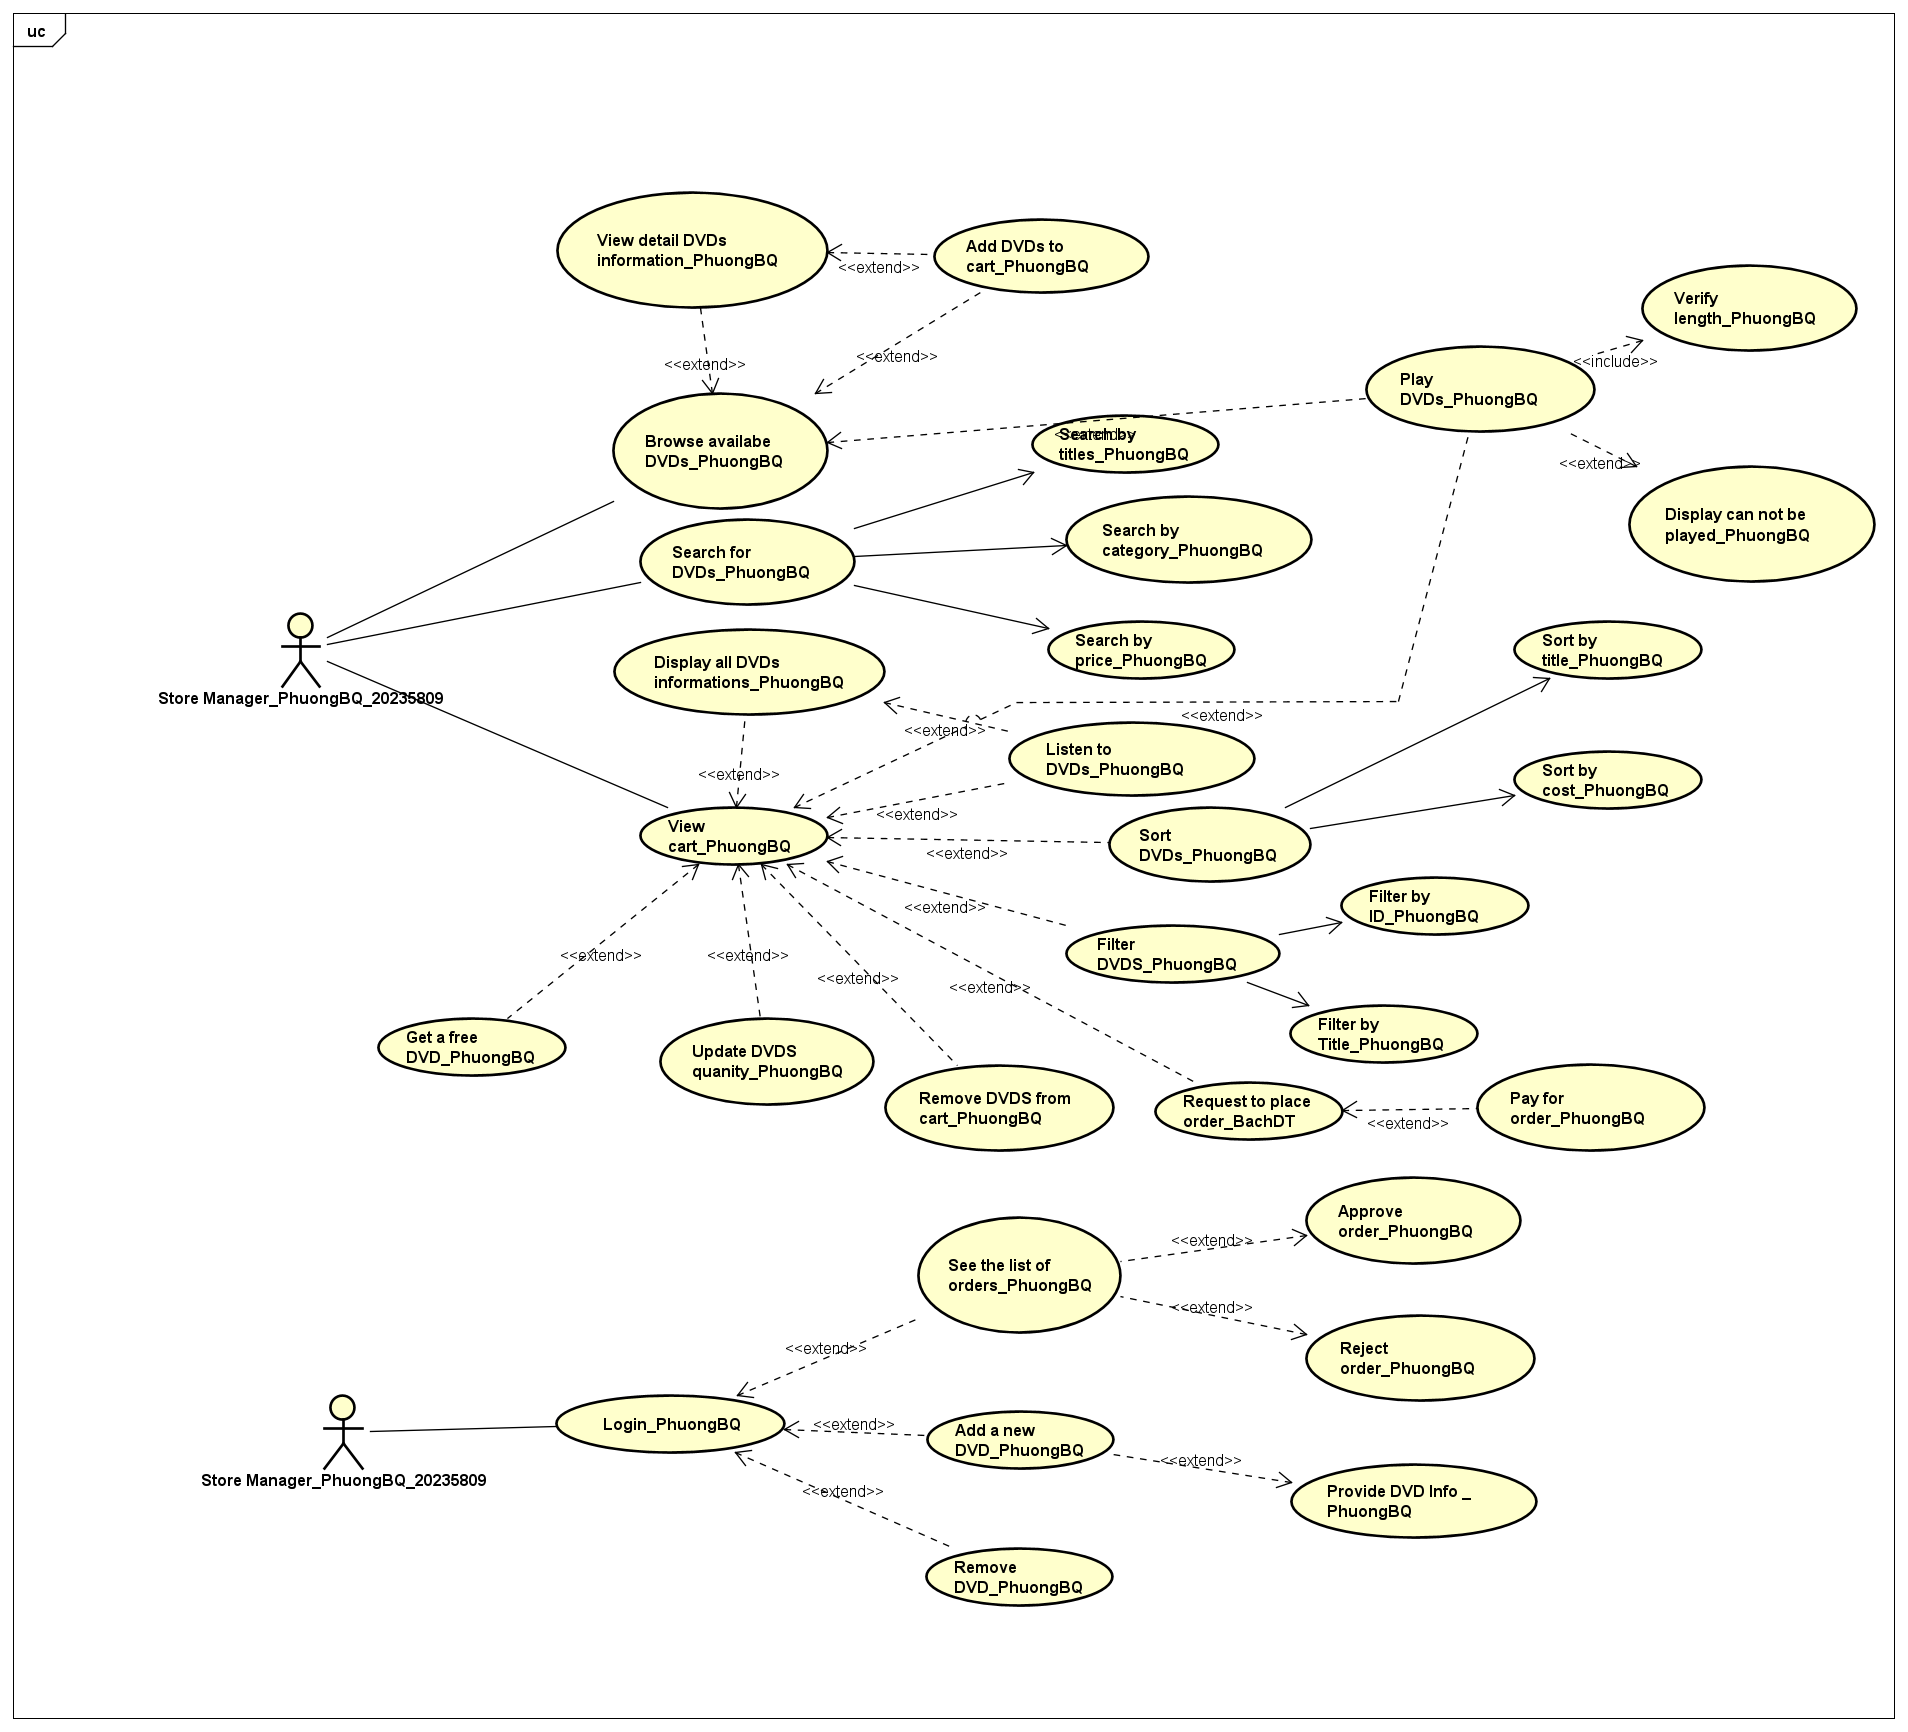 uc
View detail DVDs
information_PhuongBQ
<<extend>>
Add DVDs to
cart_PhuongBQ
<<extend>>
<<extend>>
Verify
length_PhuongBQ
<<include>>
Play
DVDs_PhuongBQ
<<extend>>
Display can not be
played_PhuongBQ
Browse availabe
DVDs_PhuongBQ
<<extend>>
Search by
titles_PhuongBQ
Search for
DVDs_PhuongBQ
Search by
category_PhuongBQ
Search by
price_PhuongBQ
Store Manager_PhuongBQ_20235809
Display all DVDs
informations_PhuongBQ
<<extend>>
<<extend>>
<<extend>>
Listen to
DVDs_PhuongBQ
<<extend>>
Sort by
title_PhuongBQ
Sort by
cost_PhuongBQ
View
cart_PhuongBQ
<<extend>>
Sort
DVDs_PhuongBQ
<<extend>>
Filter
DVDS_PhuongBQ
Filter by
ID_PhuongBQ
Filter by
Title_PhuongBQ
<<extend>>
<<extend>>
<<extend>>
<<extend>>
Get a free
DVD_PhuongBQ
Update DVDS
quanity_PhuongBQ
Remove DVDS from
cart_PhuongBQ
Request to place
order_BachDT
<<extend>>
Pay for
order_PhuongBQ
See the list of
orders_PhuongBQ
<<extend>>
Approve
order_PhuongBQ
<<extend>>
Reject
order_PhuongBQ
<<extend>>
Store Manager_PhuongBQ_20235809
Login_PhuongBQ
<<extend>>
Add a new
DVD_PhuongBQ
<<extend>>
Provide DVD Info _
PhuongBQ
<<extend>>
Remove
DVD_PhuongBQ